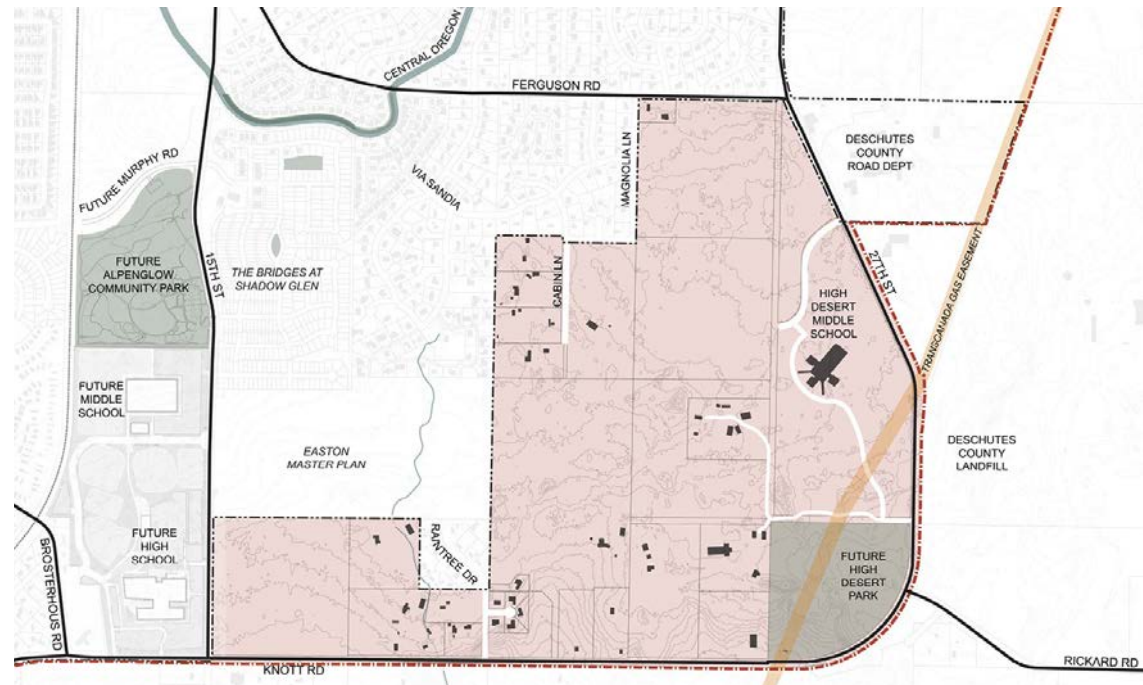 CENTRAL OREGON
FERGUSON RD
DESCHUTES
COUNTY
ROAD DEPT
MAGNOLIA LN
FUTURE MURPHY RD
VIA SANDIA
FUTURE
ALPENGLOW
COMMUNITY PARK
15TH ST
THE BRIDGES AT
SHADOW GLEN
CABIN LN
27TH ST
TRANSCANADA GAS EASEMENT
HIGH
DESERT
MIDDLE
SCHOOL
FUTURE
MIDDLE
SCHOOL
EASTON
MASTER PLAN
DESCHUTES
COUNTY
LANDFILL
BROSTERHOUS RD
FUTURE
HIGH
SCHOOL
RAINTREE DR
FUTURE
HIGH
DESERT
PARK
KNOTT RD
RICKARD RD